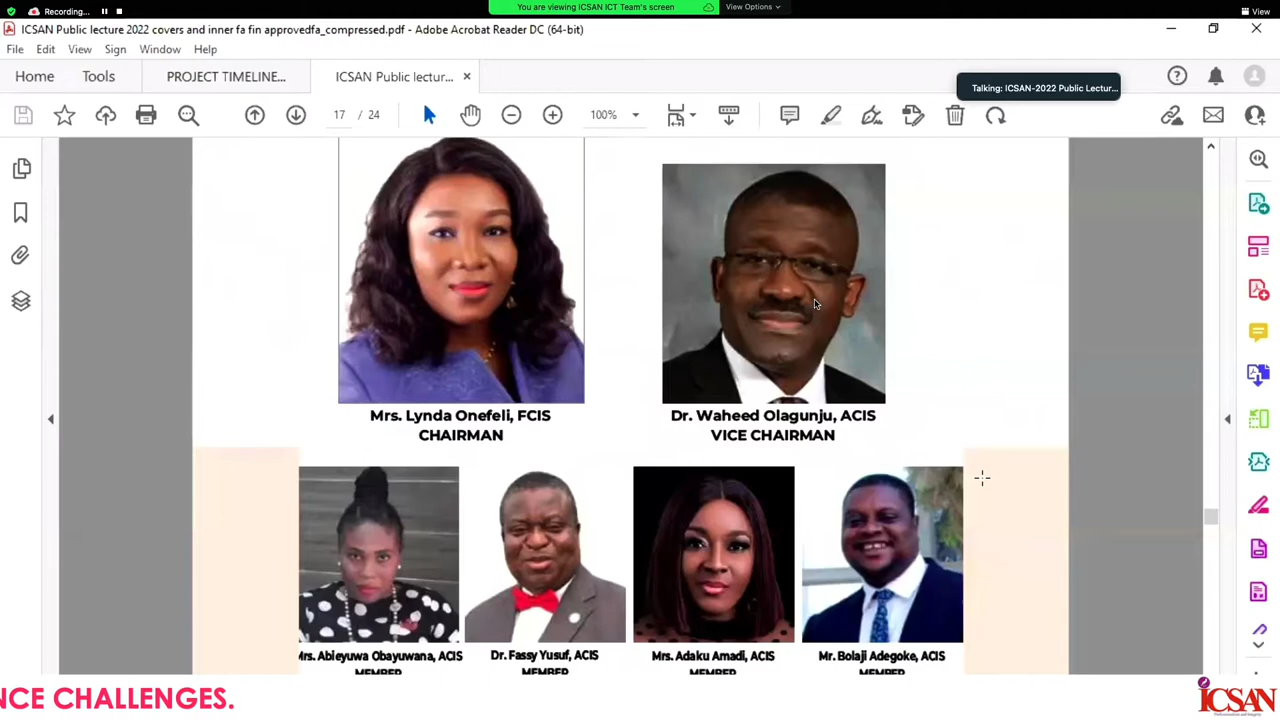 Recording...
You are viewing ICSAN ICT Team's screen
View Options
View
ICSAN Public lecture 2022 covers and inner fa fin approvedfa_compressed.pdf - Adobe Acrobat Reader DC (64-bit)
File Edit View Sign Window Help
Home Tools PROJECT TIMELINE... ICSAN Public lectur...
Talking: ICSAN-2022 Public Lectur...
17 / 24 100%
Mrs. Lynda Onefeli, FCIS
CHAIRMAN
Dr. Waheed Olagunju, ACIS
VICE CHAIRMAN
Mrs. Abieyuwa Obayuwana, ACIS
MEMBER
Dr. Fassy Yusuf, ACIS
MEMBER
Mrs. Adaku Amadi, ACIS
MEMBER
Mr. Bolaji Adegoke, ACIS
MEMBER
NCE CHALLENGES.
ICSAN